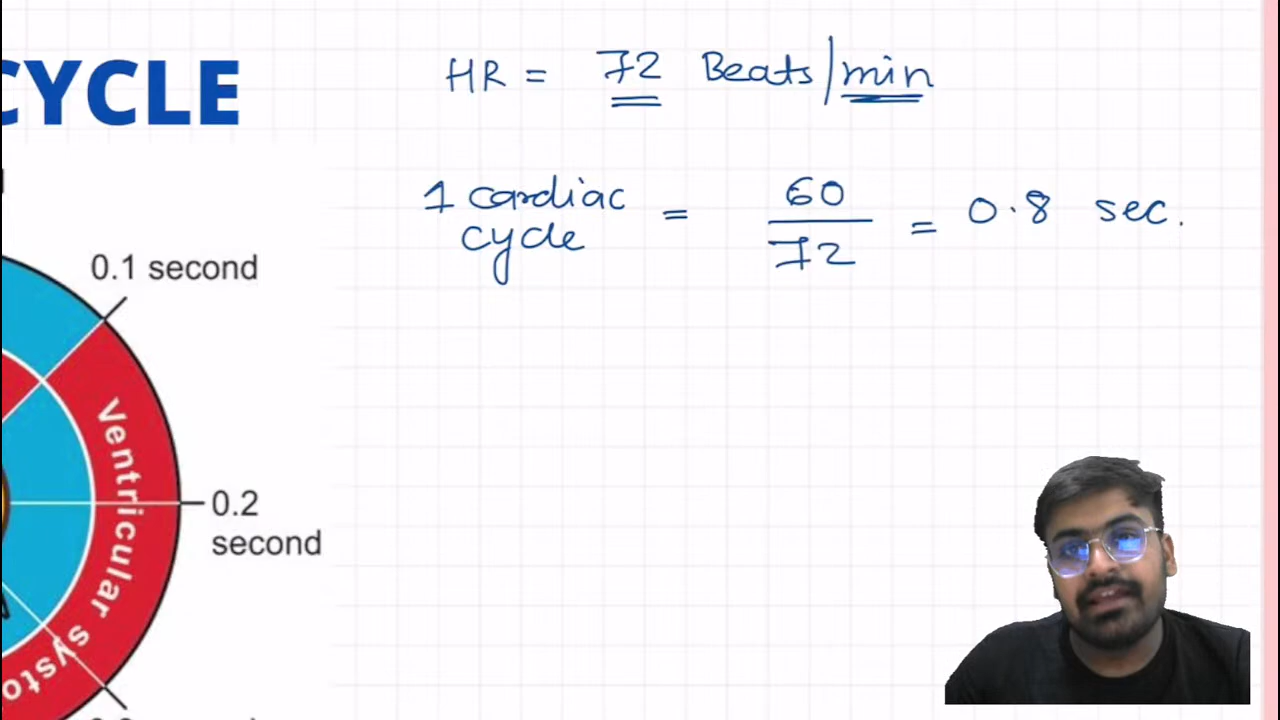 CYCLE
HR = 72 Beats/min
1 cardiac cycle = 60/72 = 0.8 sec.
0.1 second
Ventricular systo
0.2
second